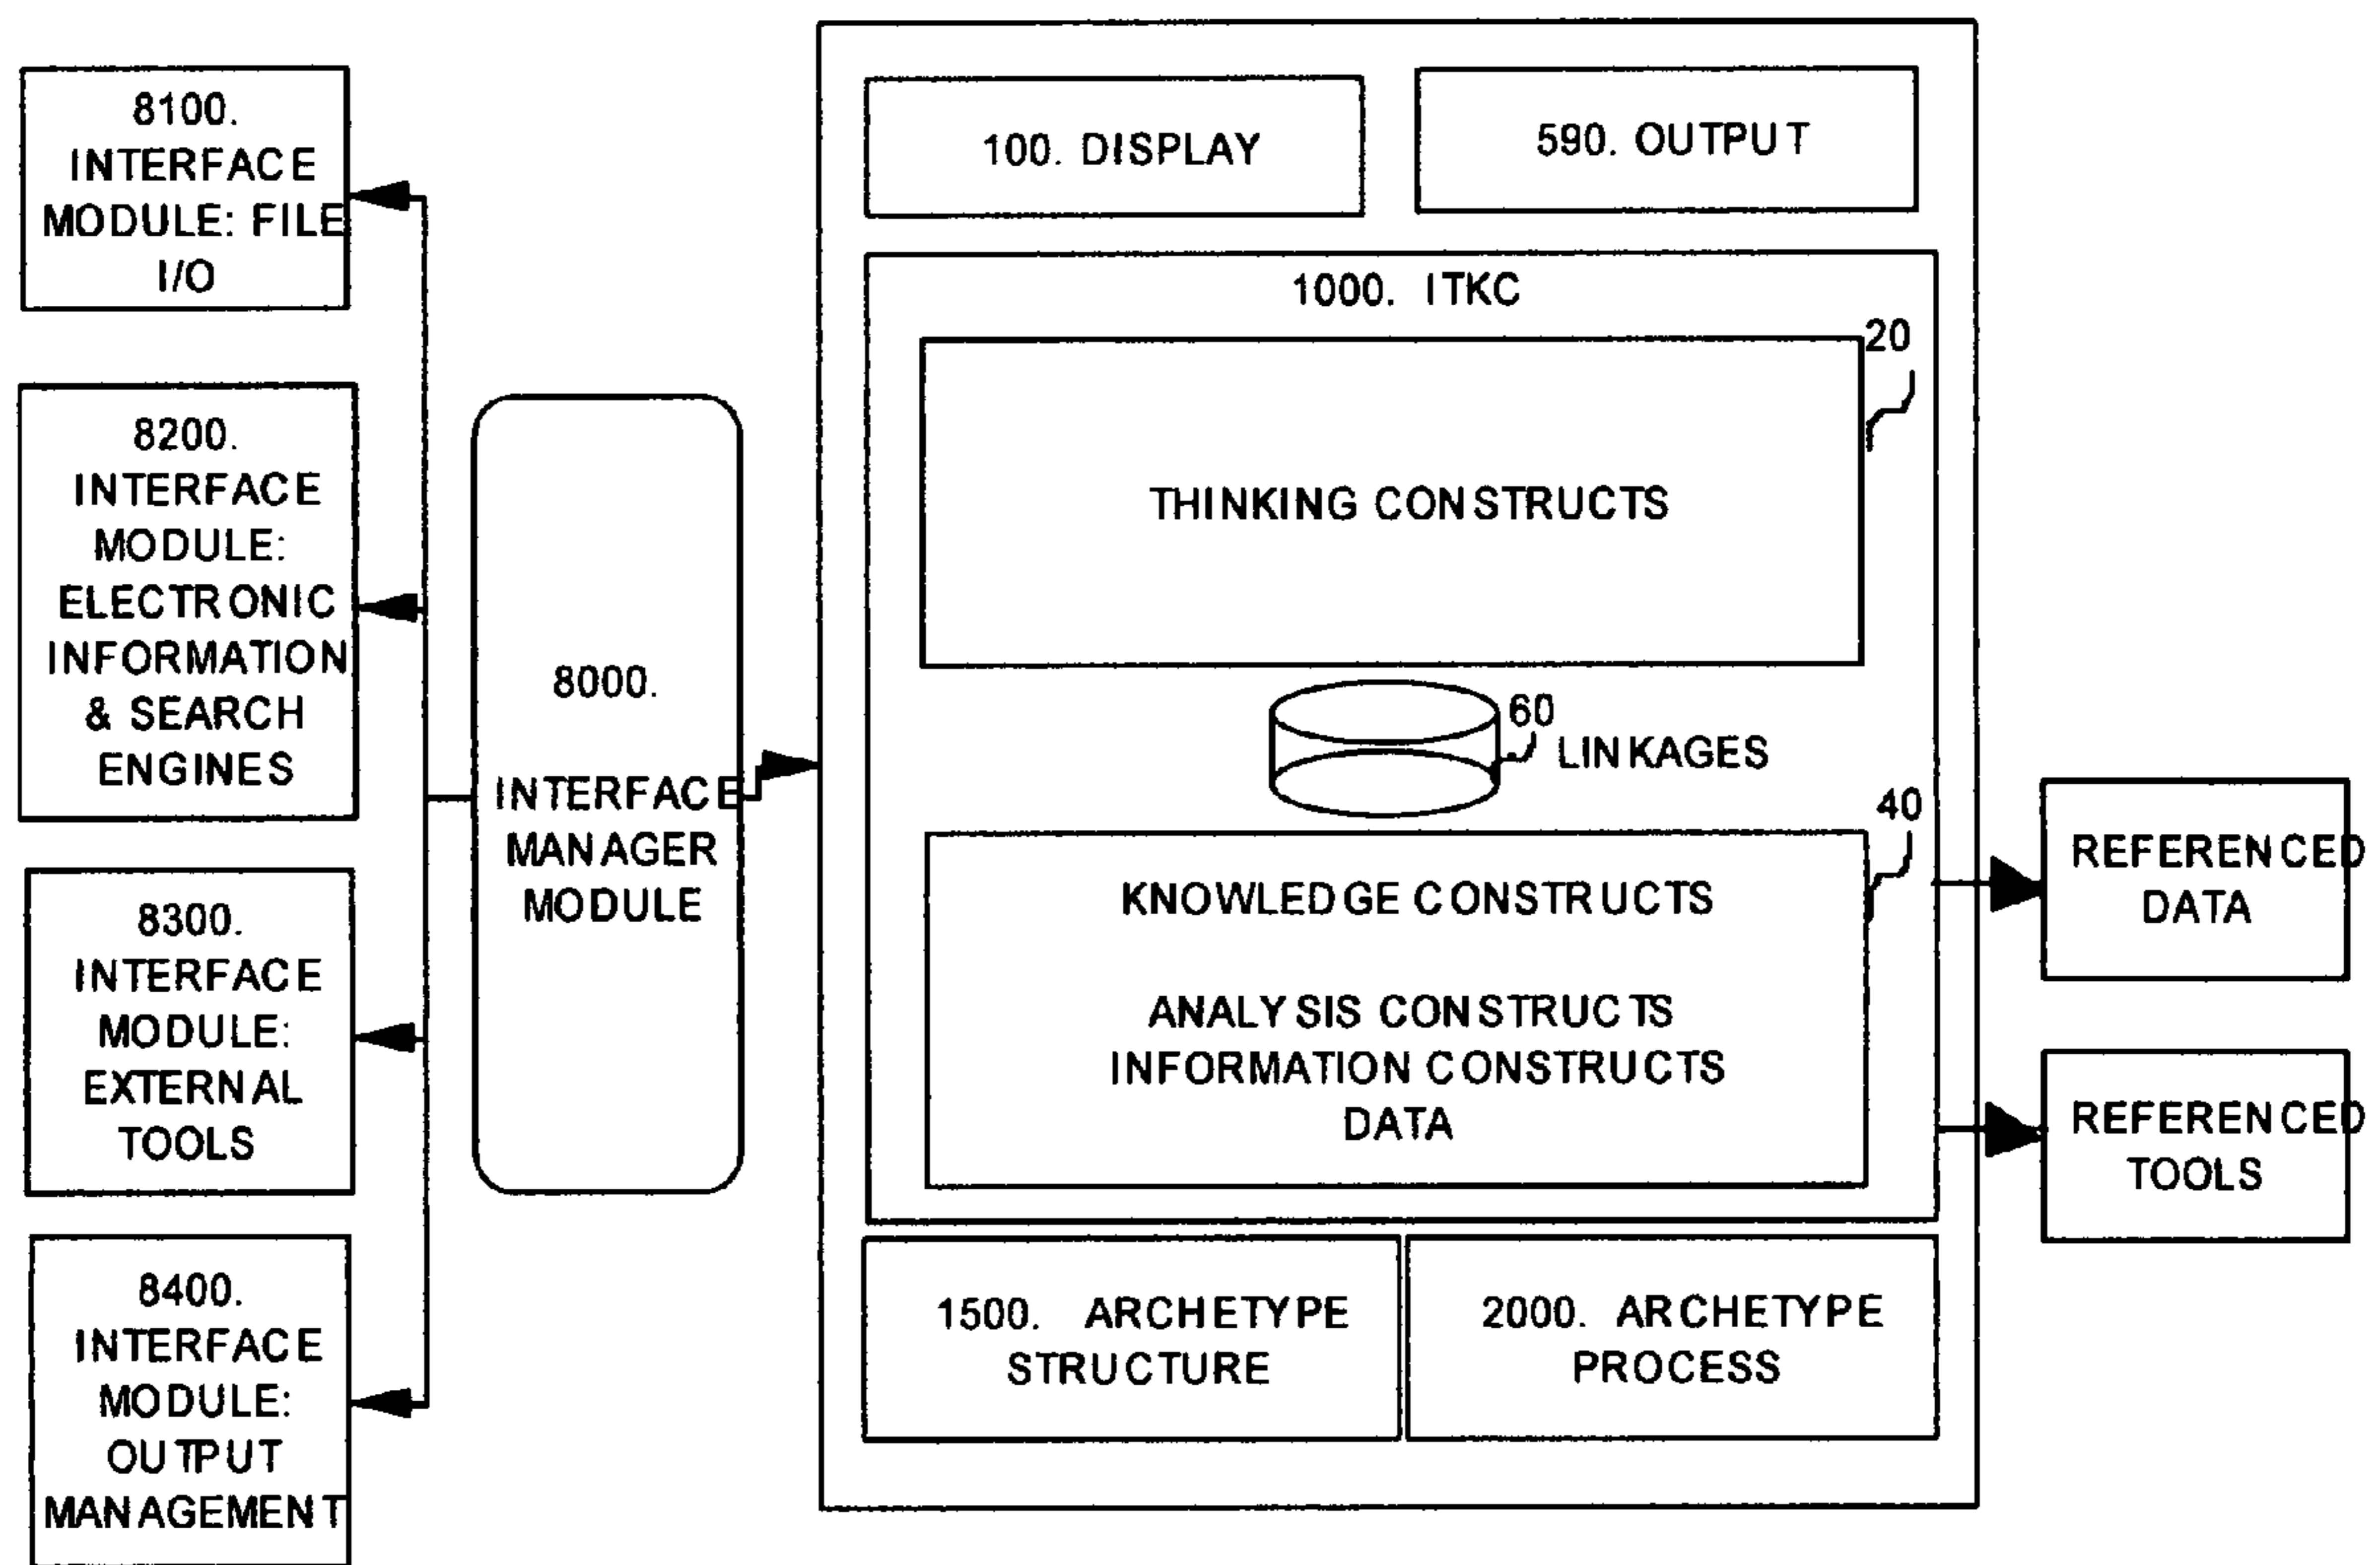 8100.
INTERFACE
MODULE: FILE
I/O
8200.
INTERFACE
MODULE:
ELECTRONIC
INFORMATION
& SEARCH
ENGINES
8300.
INTERFACE
MODULE:
EXTERNAL
TOOLS
8400.
INTERFACE
MODULE:
OUTPUT
MANAGEMENT
8000.
INTERFACE
MANAGER
MODULE
100. DISPLAY
590. OUTPUT
1000. ITKC
20
THINKING CONSTRUCTS
60
LINKAGES
40
KNOWLEDGE CONSTRUCTS
ANALYSIS CONSTRUCTS
INFORMATION CONSTRUCTS
DATA
1500. ARCHETYPE
STRUCTURE
2000. ARCHETYPE
PROCESS
REFERENCED
DATA
REFERENCED
TOOLS